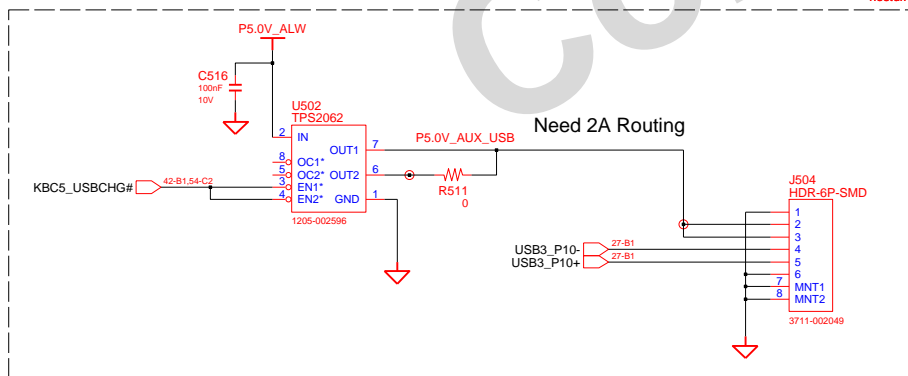 P5.0V_ALW
C516
100nF
10V
U502
TPS2062
2 IN
OUT1 7
8 OC1*
5 OC2*
OUT2 6
3 EN1*
4 EN2*
GND 1
1205-002596
KBC5_USBCHG#
42-B1,54-C2
P5.0V_AUX_USB
R511
0
Need 2A Routing
J504
HDR-6P-SMD
1
2
3
4
5
6
7 MNT1
8 MNT2
3711-002049
USB3_P10-
27-B1
USB3_P10+
27-B1